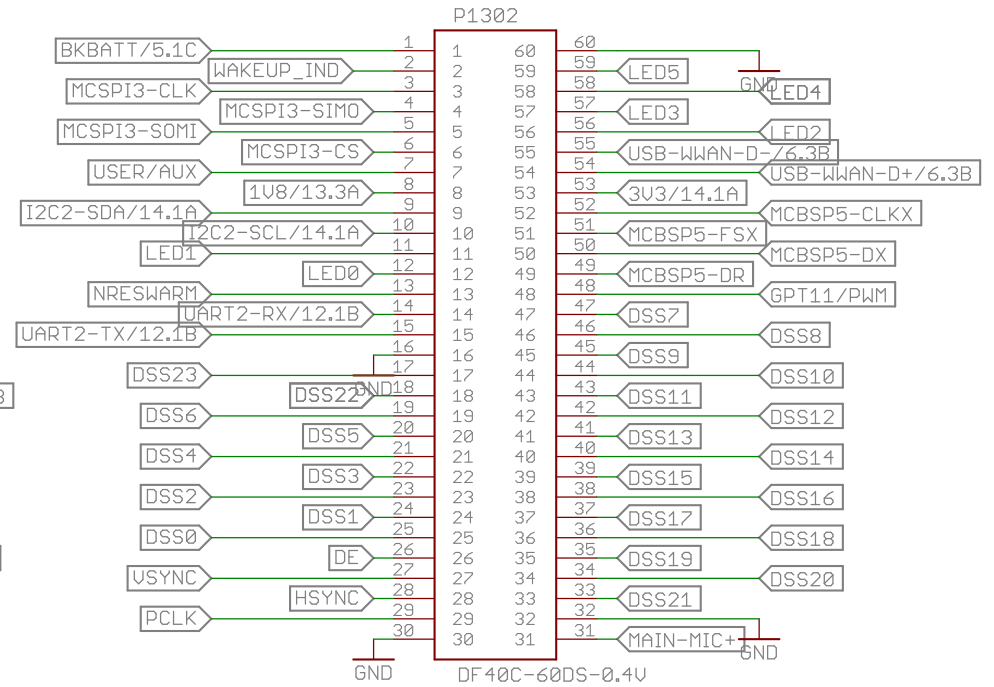 P1302
BKBATT/5.1C 1 1 60 60 GND
WAKEUP_IND 2 2 59 59 LED5
MCSPI3-CLK 3 3 58 58 LED4
MCSPI3-SIMO 4 4 57 57 LED3
MCSPI3-SOMI 5 5 56 56 LED2
MCSPI3-CS 6 6 55 55 USB-WWAN-D-/6.3B
USER/AUX 7 7 54 54 USB-WWAN-D+/6.3B
1V8/13.3A 8 8 53 53 3V3/14.1A
I2C2-SDA/14.1A 9 9 52 52 MCBSP5-CLKX
I2C2-SCL/14.1A 10 10 51 51 MCBSP5-FSX
LED1 11 11 50 50 MCBSP5-DX
LED0 12 12 49 49 MCBSP5-DR
NRESWARM 13 13 48 48 GPT11/PWM
UART2-RX/12.1B 14 14 47 47 DSS7
UART2-TX/12.1B 15 15 46 46 DSS8
GND 16 16 45 45 DSS9
DSS23 17 17 44 44 DSS10
DSS22 18 18 43 43 DSS11
DSS6 19 19 42 42 DSS12
DSS5 20 20 41 41 DSS13
DSS4 21 21 40 40 DSS14
DSS3 22 22 39 39 DSS15
DSS2 23 23 38 38 DSS16
DSS1 24 24 37 37 DSS17
DSS0 25 25 36 36 DSS18
DE 26 26 35 35 DSS19
VSYNC 27 27 34 34 DSS20
HSYNC 28 28 33 33 DSS21
PCLK 29 29 32 32 GND
GND 30 30 31 31 MAIN-MIC+
DF40C-60DS-0.4V